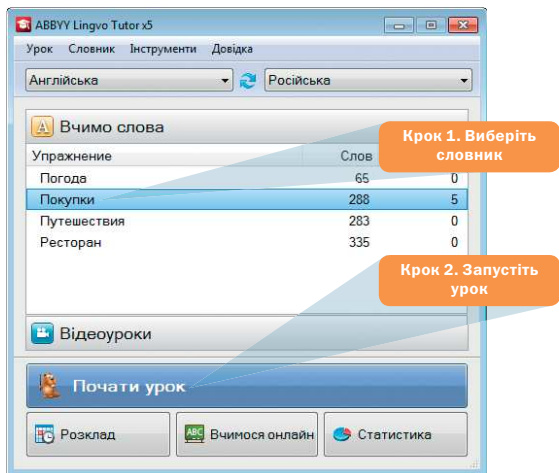 ABBYY Lingvo Tutor x5
Урок Словник Інструменти Довідка
Англійська Російська
Вчимо слова
Крок 1. Виберіть
словник
Упражнение Слов
Погода 65 0
Покупки 288 5
Путешествия 283 0
Ресторан 335 0
Крок 2. Запустіть
урок
Відеоуроки
Почати урок
Розклад ABC Вчимося онлайн Статистика